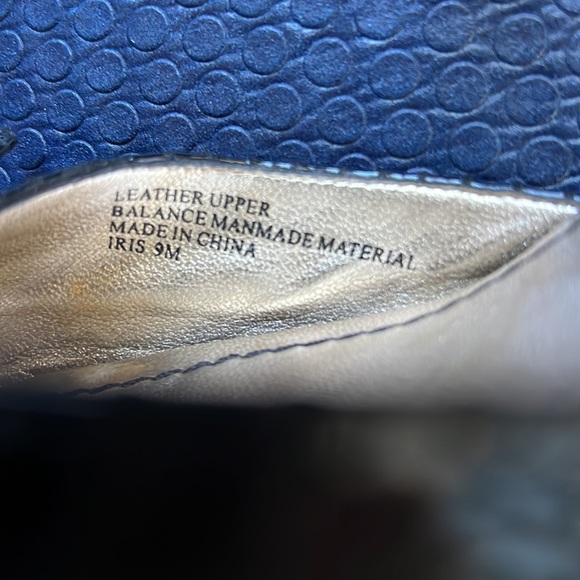 LEATHER UPPER
BALANCE MANMADE MATERIAL
MADE IN CHINA
IRIS 9M